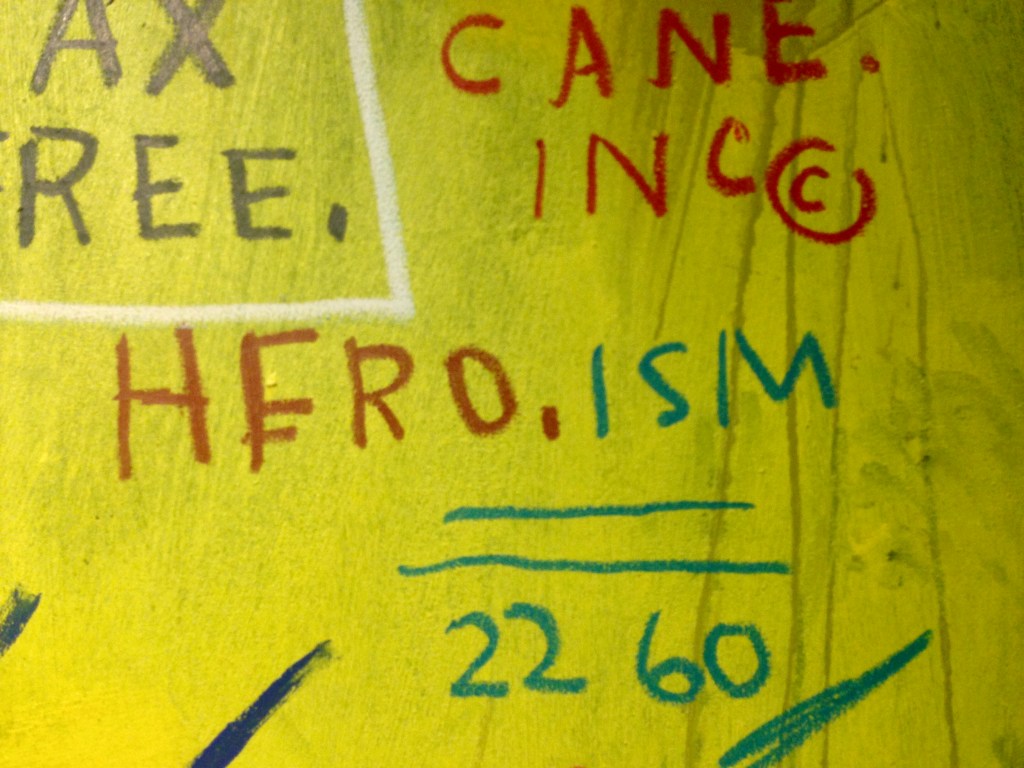 AX
FREE.
CANE.
INC©
HERO.ISM
22 60